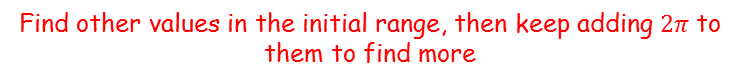 Find other values in the initial range, then keep adding 2π to
them to find more